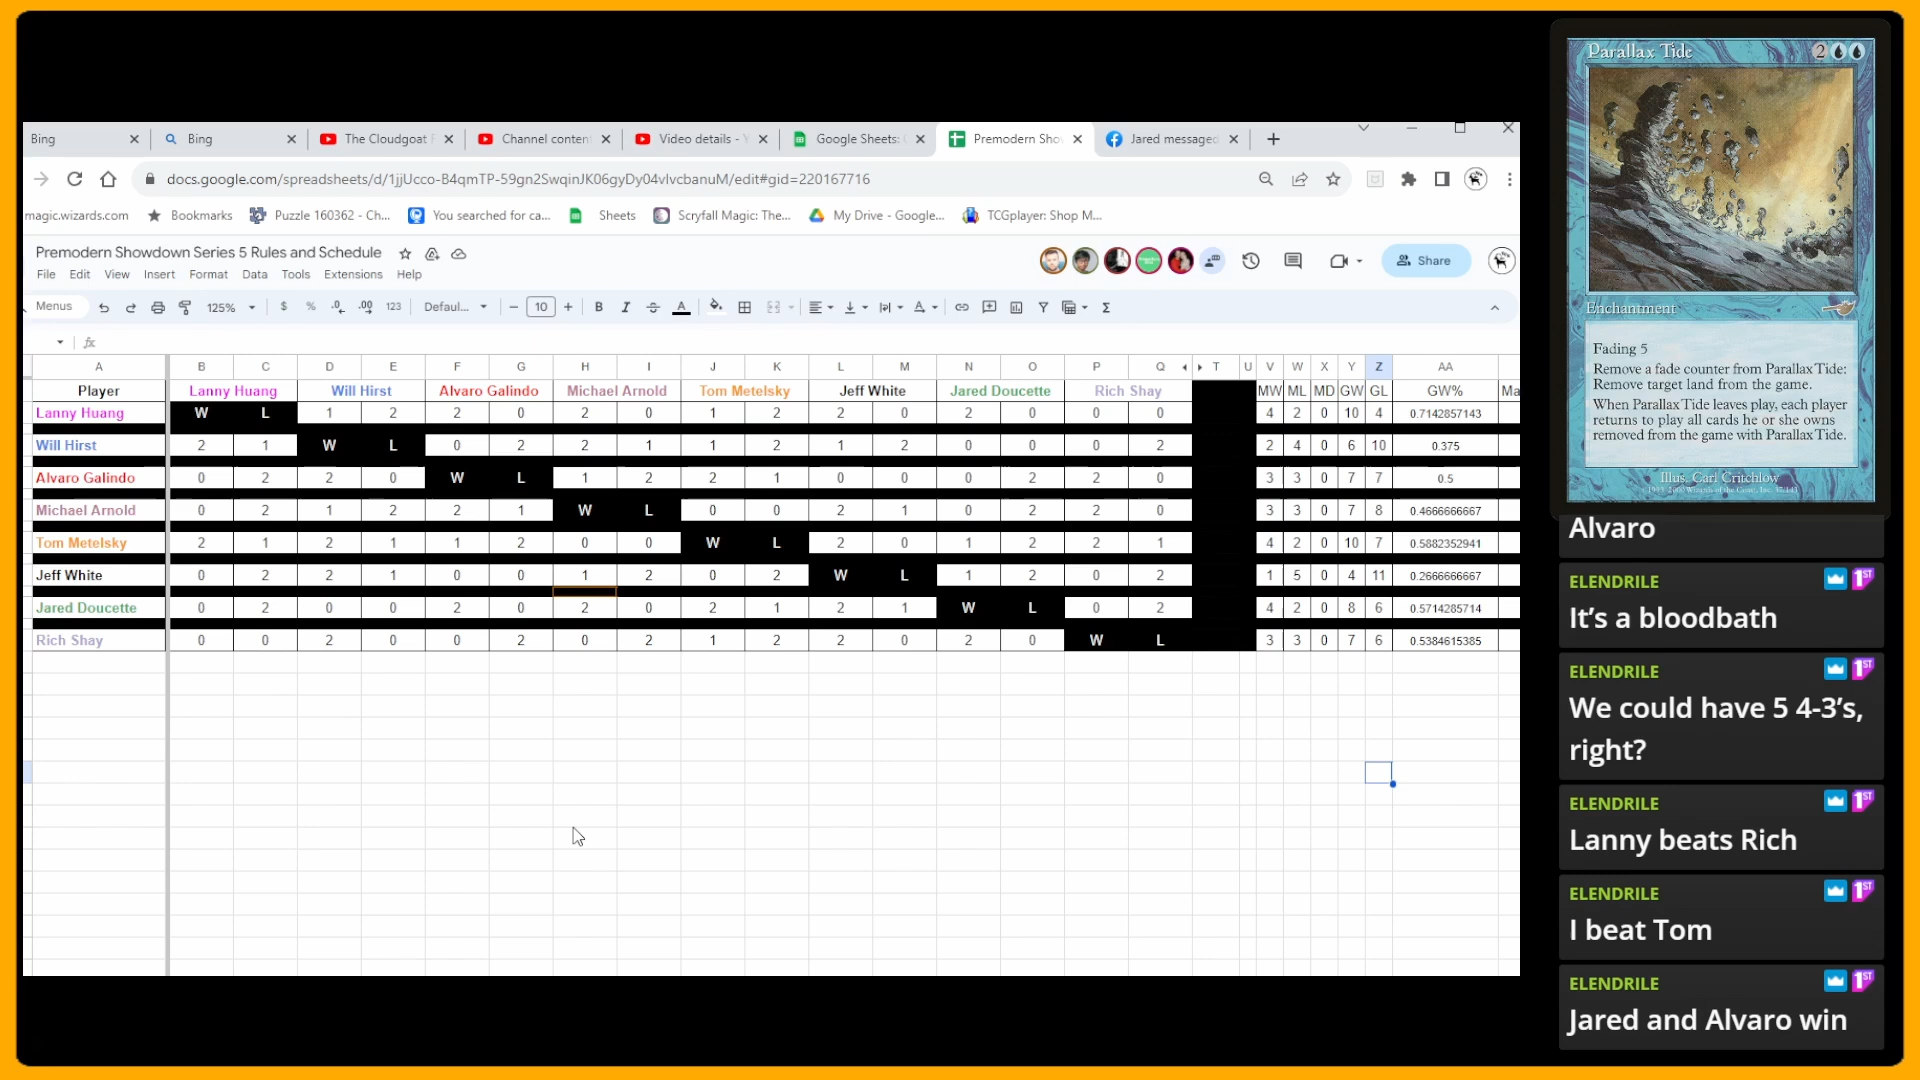 Bing
Bing
The Cloudgoat
Channel content
Video details -
Google Sheets:
Premodern Sho
Jared messaged
docs.google.com/spreadsheets/d/1jjUcco-B4qmTP-59gn2SwqinJK06gyDy04vlvcbanuM/edit#gid=220167716
magic.wizards.com Bookmarks Puzzle 160362 - Ch... You searched for ca... Sheets Scryfall Magic: The... My Drive - Google... TCGplayer: Shop M...
Premodern Showdown Series 5 Rules and Schedule
File Edit View Insert Format Data Tools Extensions Help
Share
Menus 125% $ % .0 .00 123 Defaul... - 10 + B I A Σ
fx
A B C D E F G H I J K L M N O P Q T U V W X Y Z AA
Player Lanny Huang Will Hirst Alvaro Galindo Michael Arnold Tom Metelsky Jeff White Jared Doucette Rich Shay MW ML MD GW GL GW% Ma
Lanny Huang W L 1 2 2 0 2 0 1 2 2 0 2 0 0 0 4 2 0 10 4 0.7142857143
Will Hirst 2 1 W L 0 2 2 1 1 2 1 2 0 0 0 2 2 4 0 6 10 0.375
Alvaro Galindo 0 2 2 0 W L 1 2 2 1 0 0 0 2 2 0 3 3 0 7 7 0.5
Michael Arnold 0 2 1 2 2 1 W L 0 0 2 1 0 2 2 0 3 3 0 7 8 0.4666666667
Tom Metelsky 2 1 2 1 1 2 0 0 W L 2 0 1 2 2 1 4 2 0 10 7 0.5882352941
Jeff White 0 2 2 1 0 0 1 2 0 2 W L 1 2 0 2 1 5 0 4 11 0.2666666667
Jared Doucette 0 2 0 0 2 0 2 0 2 1 2 1 W L 0 2 4 2 0 8 6 0.5714285714
Rich Shay 0 0 2 0 0 2 0 2 1 2 2 0 2 0 W L 3 3 0 7 6 0.5384615385
Parallax Tide 2
Enchantment
Fading 5
Remove a fade counter from Parallax Tide:
Remove target land from the game.
When Parallax Tide leaves play, each player
returns to play all cards he or she owns
removed from the game with Parallax Tide.
Illus. Carl Critchlow
Alvaro
ELENDRILE 1ST
It's a bloodbath
ELENDRILE 1ST
We could have 5 4-3's,
right?
ELENDRILE 1ST
Lanny beats Rich
ELENDRILE 1ST
I beat Tom
ELENDRILE 1ST
Jared and Alvaro win